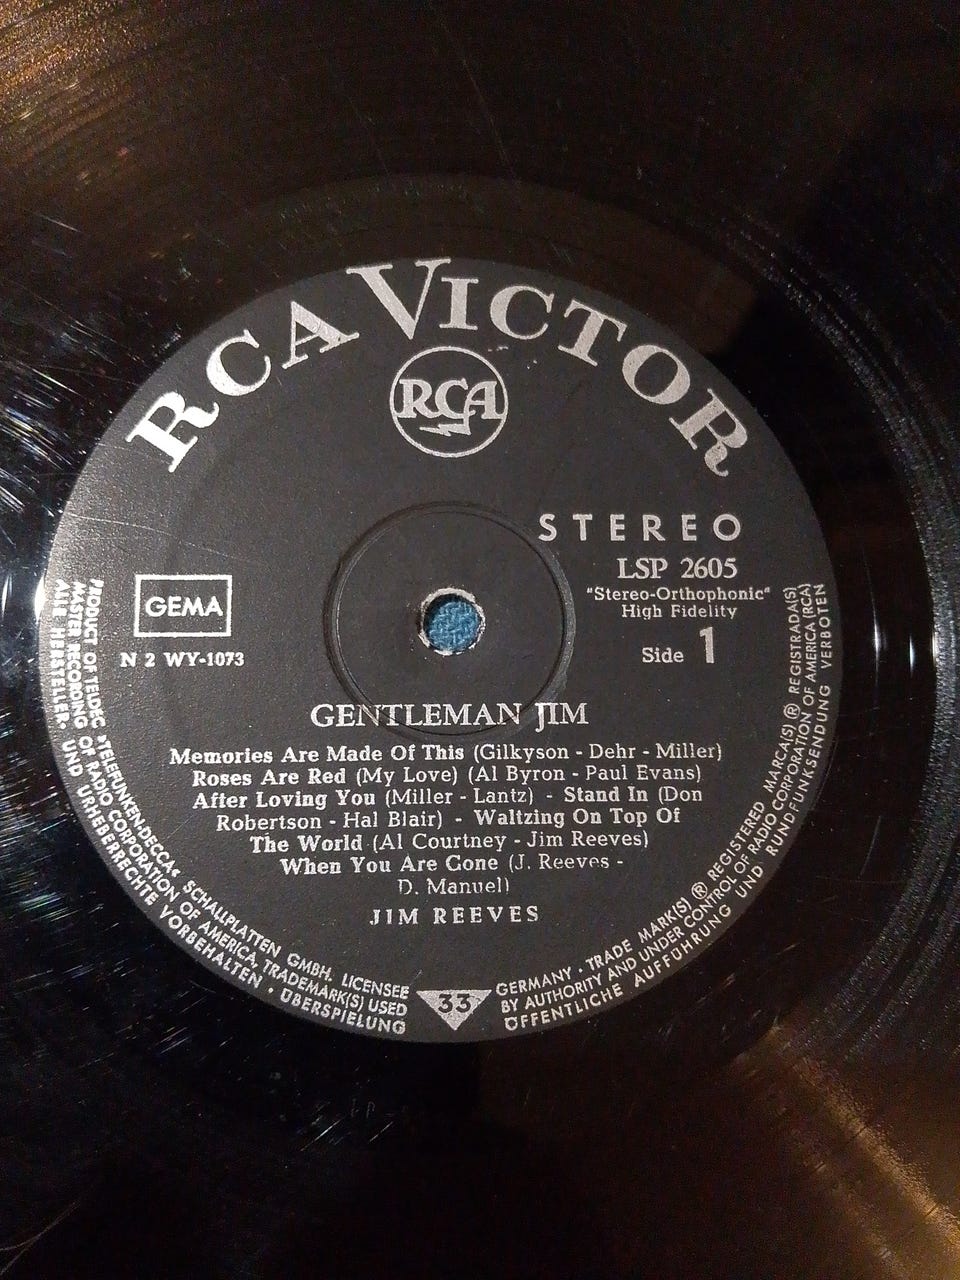 RCA VICTOR
RCA
STEREO
LSP 2605
"Stereo-Orthophonic"
High Fidelity
Side 1
GEMA
N 2 WY-1073
GENTLEMAN JIM
Memories Are Made Of This (Gilkyson - Dehr - Miller)
Roses Are Red (My Love) (Al Byron - Paul Evans)
After Loving You (Miller - Lantz) - Stand In (Don
Robertson - Hal Blair) - Waltzing On Top Of
The World (Al Courtney - Jim Reeves)
When You Are Gone (J. Reeves -
D. Manuel)
JIM REEVES
33
PRODUCT OF TELDEC »TELEFUNKEN-DECCA« SCHALLPLATTEN GMBH. LICENSEE
MASTER RECORDING OF RADIO CORPORATION OF AMERICA, TRADEMARK(S) USED
ALLE HERSTELLER- UND URHEBERRECHTE VORBEHALTEN · ÜBERSPIELUNG
GERMANY · TRADE MARK(S) ® REGISTERED MARCA(S) ® REGISTRADA(S)
BY AUTHORITY AND UNDER CONTROL OF RADIO CORPORATION OF AMERICA (RCA)
ÖFFENTLICHE AUFFÜHRUNG UND RUNDFUNKSENDUNG VERBOTEN